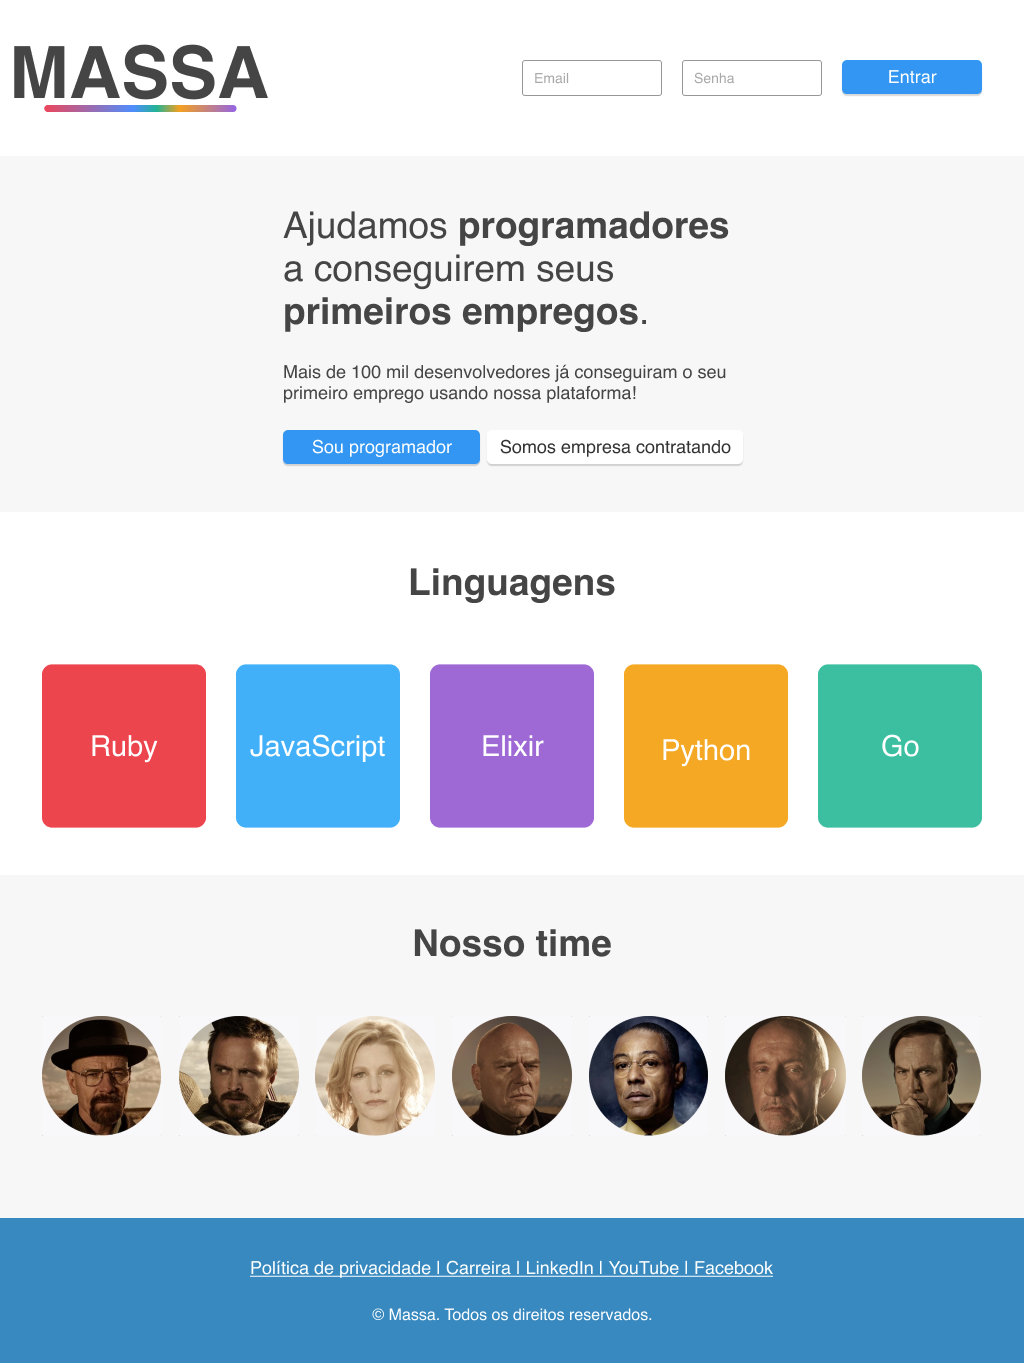 MASSA
Email
Senha
Entrar
Ajudamos programadores
a conseguirem seus
primeiros empregos.
Mais de 100 mil desenvolvedores já conseguiram o seu
primeiro emprego usando nossa plataforma!
Sou programador
Somos empresa contratando
Linguagens
Ruby
JavaScript
Elixir
Python
Go
Nosso time
Política de privacidade | Carreira | LinkedIn | YouTube | Facebook
© Massa. Todos os direitos reservados.